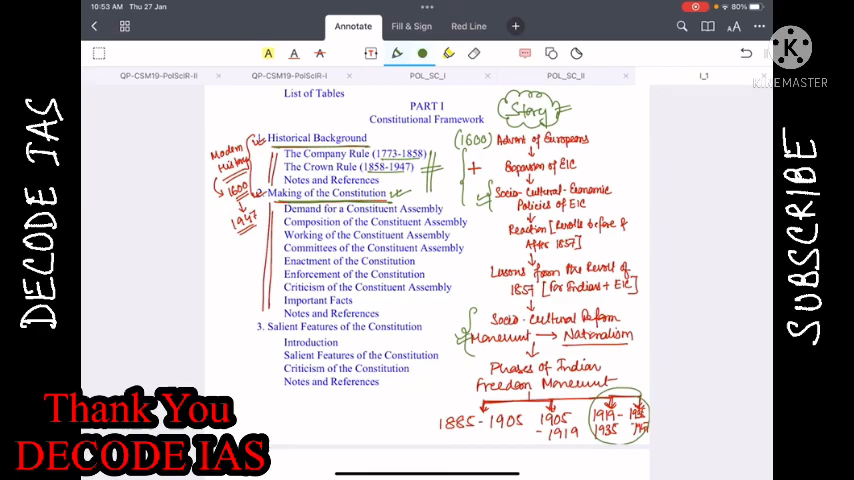 10:53 AM Thu 27 Jan
80%
Annotate
Fill & Sign
Red Line
QP-CSM19-PolSciR-II
QP-CSM19-PolSciR-I
POL_SC_I
POL_SC_II
I_1
KINEMASTER
DECODE IAS
SUBSCRIBE
List of Tables
PART I
Constitutional Framework
1. Historical Background
The Company Rule (1773-1858)
The Crown Rule (1858-1947)
Notes and References
2. Making of the Constitution
Demand for a Constituent Assembly
Composition of the Constituent Assembly
Working of the Constituent Assembly
Committees of the Constituent Assembly
Enactment of the Constitution
Enforcement of the Constitution
Criticism of the Constituent Assembly
Important Facts
Notes and References
3. Salient Features of the Constitution
Introduction
Salient Features of the Constitution
Criticism of the Constitution
Notes and References
Modern
History
1600
1947
Story
(1600) Advent of Europeans
Expansion of EIC
Socio-Cultural-Economic
Policies of EIC
Reaction [Revolts before &
After 1857]
Lessons from the Revolt of
1857 [For Indians + EIC]
Socio-Cultural Reform
Movement → Nationalism
Phases of Indian
Freedom Movement
1885-1905
1905
-1919
1919-
1935
1947
Thank You
DECODE IAS